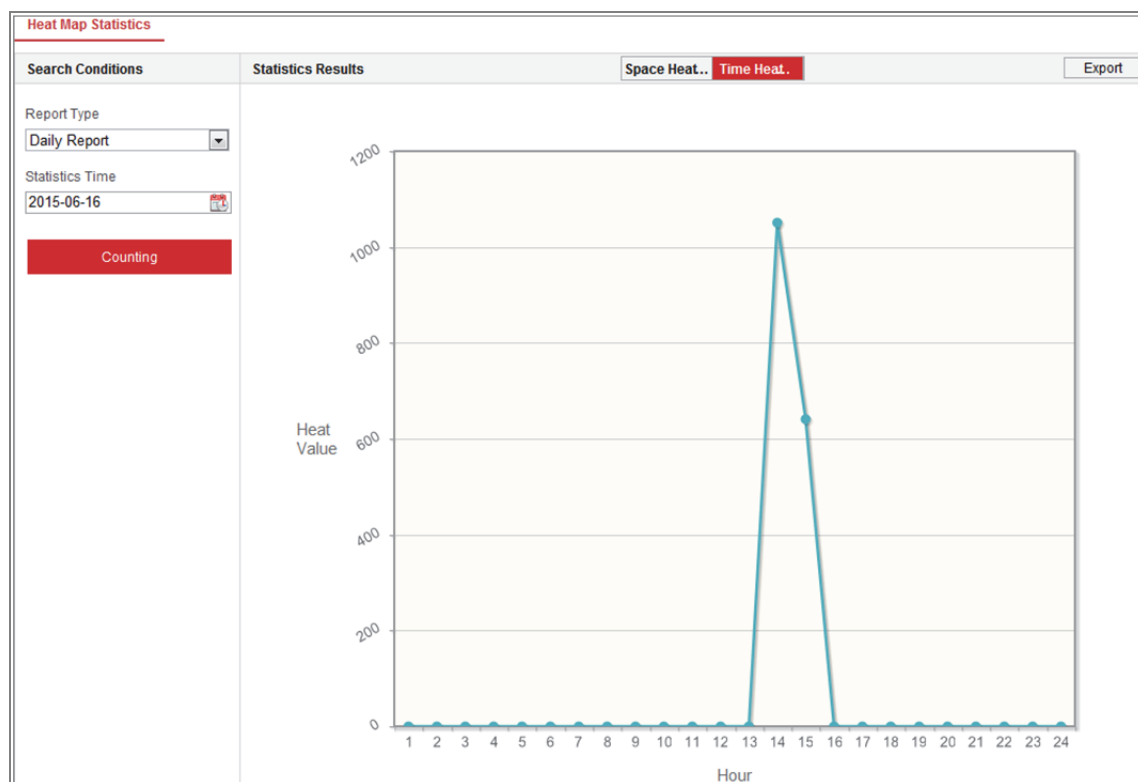 Heat Map Statistics
Search Conditions
Statistics Results
Space Heat...
Time Heat..
Export
Report Type
Daily Report
Statistics Time
2015-06-16
Counting
1200
1000
800
Heat
Value
600
400
200
0
1 2 3 4 5 6 7 8 9 10 11 12 13 14 15 16 17 18 19 20 21 22 23 24
Hour